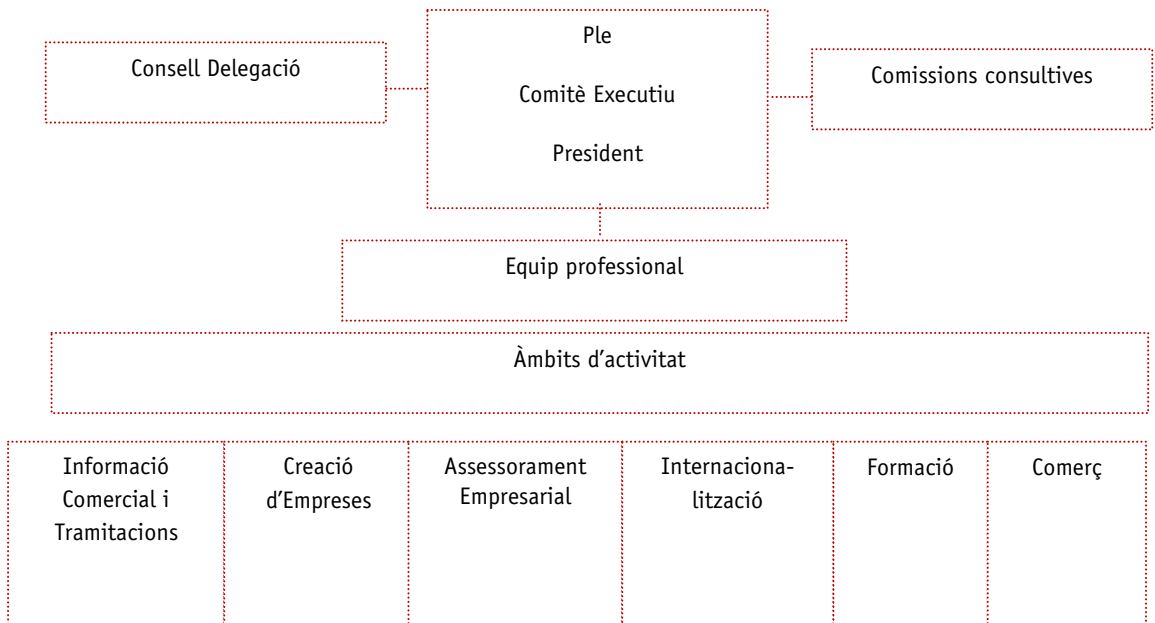 Ple
Consell Delegació
Comissions consultives
Comitè Executiu
President
Equip professional
Àmbits d'activitat
Informació
Comercial i
Tramitacions
Creació
d'Empreses
Assessorament
Empresarial
Internaciona-
lització
Formació
Comerç